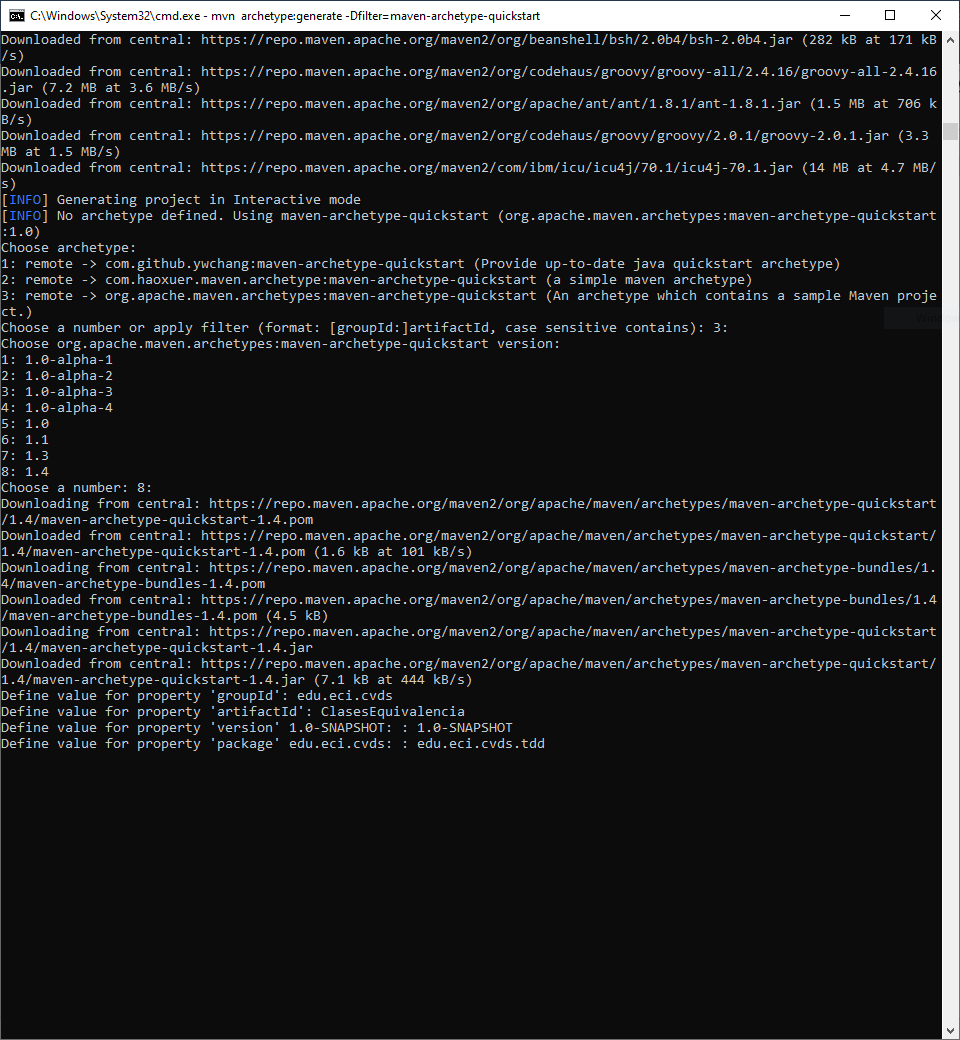 C:\Windows\System32\cmd.exe - mvn  archetype:generate -Dfilter=maven-archetype-quickstart
Downloaded from central: https://repo.maven.apache.org/maven2/org/beanshell/bsh/2.0b4/bsh-2.0b4.jar (282 kB at 171 kB
/s)
Downloaded from central: https://repo.maven.apache.org/maven2/org/codehaus/groovy/groovy-all/2.4.16/groovy-all-2.4.16
.jar (7.2 MB at 3.6 MB/s)
Downloaded from central: https://repo.maven.apache.org/maven2/org/apache/ant/ant/1.8.1/ant-1.8.1.jar (1.5 MB at 706 k
B/s)
Downloaded from central: https://repo.maven.apache.org/maven2/org/codehaus/groovy/groovy/2.0.1/groovy-2.0.1.jar (3.3
MB at 1.5 MB/s)
Downloaded from central: https://repo.maven.apache.org/maven2/com/ibm/icu/icu4j/70.1/icu4j-70.1.jar (14 MB at 4.7 MB/
s)
[INFO] Generating project in Interactive mode
[INFO] No archetype defined. Using maven-archetype-quickstart (org.apache.maven.archetypes:maven-archetype-quickstart
:1.0)
Choose archetype:
1: remote -> com.github.ywchang:maven-archetype-quickstart (Provide up-to-date java quickstart archetype)
2: remote -> com.haoxuer.maven.archetype:maven-archetype-quickstart (a simple maven archetype)
3: remote -> org.apache.maven.archetypes:maven-archetype-quickstart (An archetype which contains a sample Maven proje
ct.)
Choose a number or apply filter (format: [groupId:]artifactId, case sensitive contains): 3:
Choose org.apache.maven.archetypes:maven-archetype-quickstart version:
1: 1.0-alpha-1
2: 1.0-alpha-2
3: 1.0-alpha-3
4: 1.0-alpha-4
5: 1.0
6: 1.1
7: 1.3
8: 1.4
Choose a number: 8:
Downloading from central: https://repo.maven.apache.org/maven2/org/apache/maven/archetypes/maven-archetype-quickstart
/1.4/maven-archetype-quickstart-1.4.pom
Downloaded from central: https://repo.maven.apache.org/maven2/org/apache/maven/archetypes/maven-archetype-quickstart/
1.4/maven-archetype-quickstart-1.4.pom (1.6 kB at 101 kB/s)
Downloading from central: https://repo.maven.apache.org/maven2/org/apache/maven/archetypes/maven-archetype-bundles/1.
4/maven-archetype-bundles-1.4.pom
Downloaded from central: https://repo.maven.apache.org/maven2/org/apache/maven/archetypes/maven-archetype-bundles/1.4
/maven-archetype-bundles-1.4.pom (4.5 kB)
Downloading from central: https://repo.maven.apache.org/maven2/org/apache/maven/archetypes/maven-archetype-quickstart
/1.4/maven-archetype-quickstart-1.4.jar
Downloaded from central: https://repo.maven.apache.org/maven2/org/apache/maven/archetypes/maven-archetype-quickstart/
1.4/maven-archetype-quickstart-1.4.jar (7.1 kB at 444 kB/s)
Define value for property 'groupId': edu.eci.cvds
Define value for property 'artifactId': ClasesEquivalencia
Define value for property 'version' 1.0-SNAPSHOT: : 1.0-SNAPSHOT
Define value for property 'package' edu.eci.cvds: : edu.eci.cvds.tdd